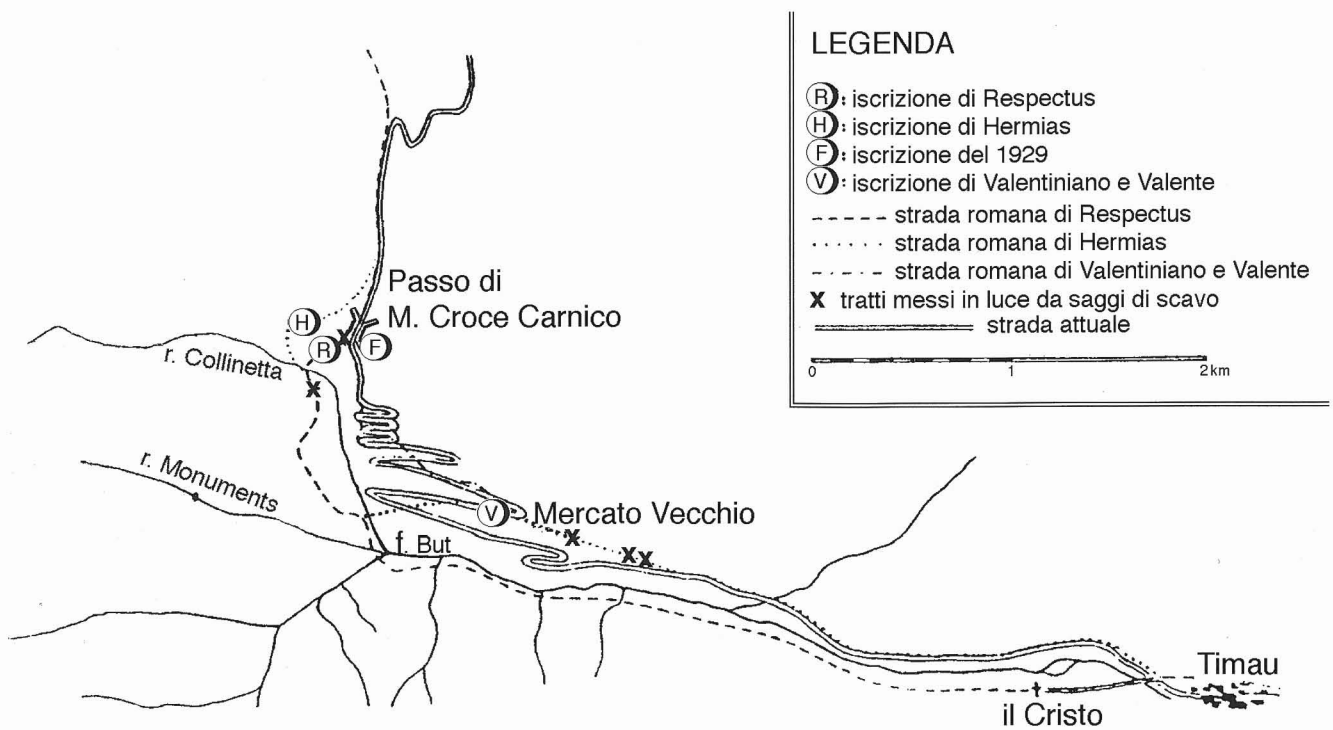 LEGENDA
R : iscrizione di Respectus
H : iscrizione di Hermias
F : iscrizione del 1929
V : iscrizione di Valentiniano e Valente
strada romana di Respectus
strada romana di Hermias
strada romana di Valentiniano e Valente
X tratti messi in luce da saggi di scavo
strada attuale
0 1 2 km
Passo di
M. Croce Carnico
H
R
F
X
r. Collinetta
X
r. Monuments
V
Mercato Vecchio
X
X X
f. But
Timau
il Cristo